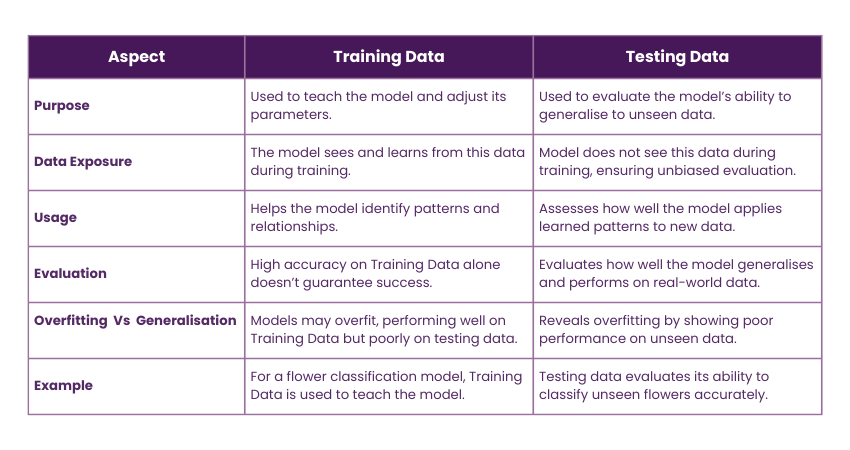 Aspect Training Data Testing Data
Purpose
Used to teach the model and adjust its
parameters.
Used to evaluate the model’s ability to
generalise to unseen data.
Data Exposure
The model sees and learns from this data
during training.
Model does not see this data during
training, ensuring unbiased evaluation.
Usage
Helps the model identify patterns and
relationships.
Assesses how well the model applies
learned patterns to new data.
Evaluation
High accuracy on Training Data alone
doesn’t guarantee success.
Evaluates how well the model generalises
and performs on real-world data.
Overfitting Vs Generalisation
Models may overfit, performing well on
Training Data but poorly on testing data.
Reveals overfitting by showing poor
performance on unseen data.
Example
For a flower classification model, Training
Data is used to teach the model.
Testing data evaluates its ability to
classify unseen flowers accurately.